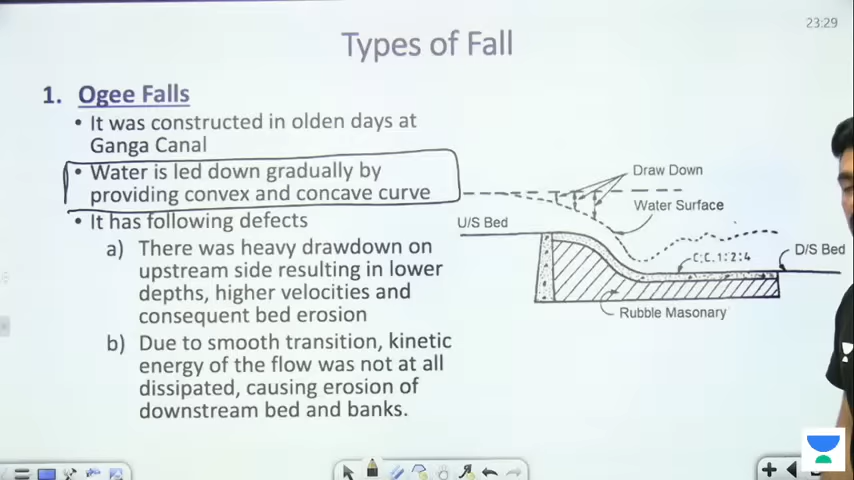 23:29
Types of Fall
1. Ogee Falls
• It was constructed in olden days at
Ganga Canal
• Water is led down gradually by
providing convex and concave curve
• It has following defects
a) There was heavy drawdown on
upstream side resulting in lower
depths, higher velocities and
consequent bed erosion
b) Due to smooth transition, kinetic
energy of the flow was not at all
dissipated, causing erosion of
downstream bed and banks.
Draw Down
Water Surface
U/S Bed
D/S Bed
C:C.1:2:4
Rubble Masonary